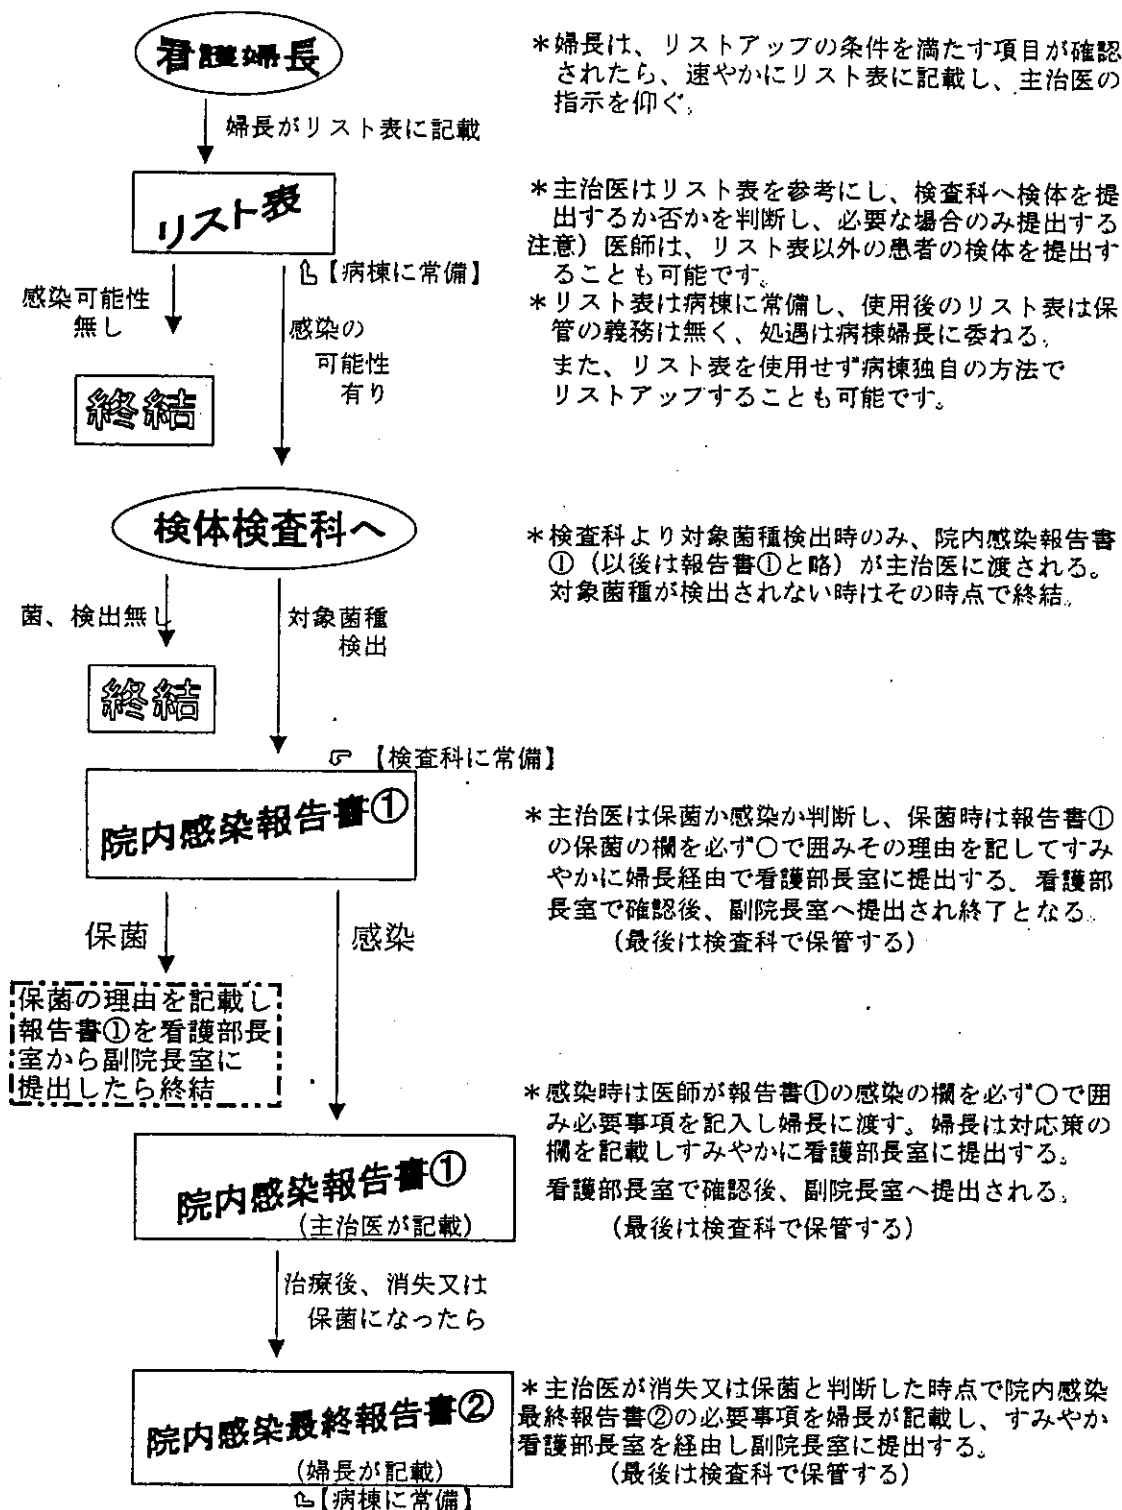 看護婦長
*婦長は、リストアップの条件を満たす項目が確認
されたら、速やかにリスト表に記載し、主治医の
指示を仰ぐ。
婦長がリスト表に記載
リスト表
【病棟に常備】
*主治医はリスト表を参考にし、検査科へ検体を提
出するか否かを判断し、必要な場合のみ提出する
注意）医師は、リスト表以外の患者の検体を提出す
ることも可能です。
*リスト表は病棟に常備し、使用後のリスト表は保
管の義務は無く、処遇は病棟婦長に委ねる。
また、リスト表を使用せず病棟独自の方法で
リストアップすることも可能です。
感染可能性
無し
感染の
可能性
有り
終結
検体検査科へ
*検査科より対象菌種検出時のみ、院内感染報告書
①（以後は報告書①と略）が主治医に渡される。
対象菌種が検出されない時はその時点で終結。
菌、検出無し
対象菌種
検出
終結
【検査科に常備】
院内感染報告書①
*主治医は保菌か感染か判断し、保菌時は報告書①
の保菌の欄を必ず○で囲みその理由を記してすみ
やかに婦長経由で看護部長室に提出する。看護部
長室で確認後、副院長室へ提出され終了となる。
（最後は検査科で保管する）
保菌
感染
保菌の理由を記載し
報告書①を看護部長
室から副院長室に
提出したら終結
*感染時は医師が報告書①の感染の欄を必ず○で囲
み必要事項を記入し婦長に渡す。婦長は対応策の
欄を記載しすみやかに看護部長室に提出する。
看護部長室で確認後、副院長室へ提出される。
（最後は検査科で保管する）
院内感染報告書①
（主治医が記載）
治療後、消失又は
保菌になったら
院内感染最終報告書②
（婦長が記載）
【病棟に常備】
*主治医が消失又は保菌と判断した時点で院内感染
最終報告書②の必要事項を婦長が記載し、すみやか
看護部長室を経由し副院長室に提出する。
（最後は検査科で保管する）